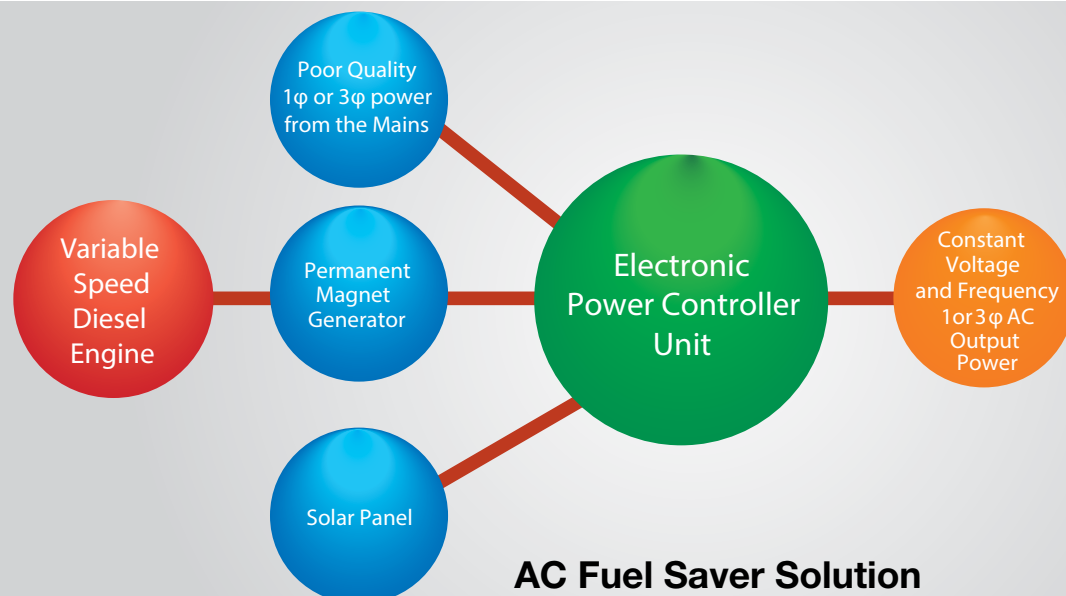 Poor Quality
1φ or 3φ power
from the Mains
Variable
Speed
Diesel
Engine
Permanent
Magnet
Generator
Solar Panel
Electronic
Power Controller
Unit
Constant
Voltage
and Frequency
1or 3φ AC
Output
Power
AC Fuel Saver Solution